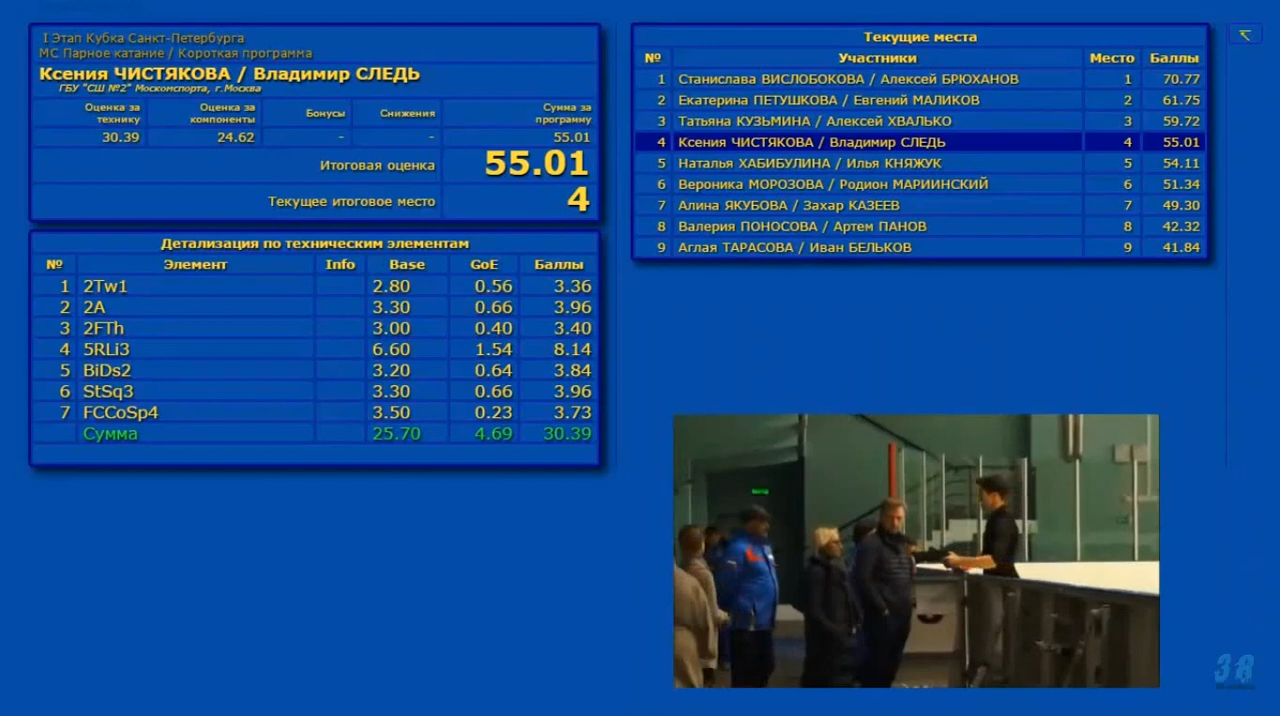 I Этап Кубка Санкт-Петербурга
МС Парное катание / Короткая программа
Ксения ЧИСТЯКОВА / Владимир СЛЕДЬ
ГБУ "СШ №2" Москомспорта, г.Москва
Оценка за технику Оценка за компоненты Бонусы Снижения Сумма за программу
30.39 24.62 - - 55.01
Итоговая оценка 55.01
Текущее итоговое место 4
Детализация по техническим элементам
№ Элемент Info Base GoE Баллы
1 2Tw1 2.80 0.56 3.36
2 2A 3.30 0.66 3.96
3 2FTh 3.00 0.40 3.40
4 5RLi3 6.60 1.54 8.14
5 BiDs2 3.20 0.64 3.84
6 StSq3 3.30 0.66 3.96
7 FCCoSp4 3.50 0.23 3.73
Сумма 25.70 4.69 30.39
Текущие места
№ Участники Место Баллы
1 Станислава ВИСЛОБОКОВА / Алексей БРЮХАНОВ 1 70.77
2 Екатерина ПЕТУШКОВА / Евгений МАЛИКОВ 2 61.75
3 Татьяна КУЗЬМИНА / Алексей ХВАЛЬКО 3 59.72
4 Ксения ЧИСТЯКОВА / Владимир СЛЕДЬ 4 55.01
5 Наталья ХАБИБУЛИНА / Илья КНЯЖУК 5 54.11
6 Вероника МОРОЗОВА / Родион МАРИИНСКИЙ 6 51.34
7 Алина ЯКУБОВА / Захар КАЗЕЕВ 7 49.30
8 Валерия ПОНОСОВА / Артем ПАНОВ 8 42.32
9 Аглая ТАРАСОВА / Иван БЕЛЬКОВ 9 41.84